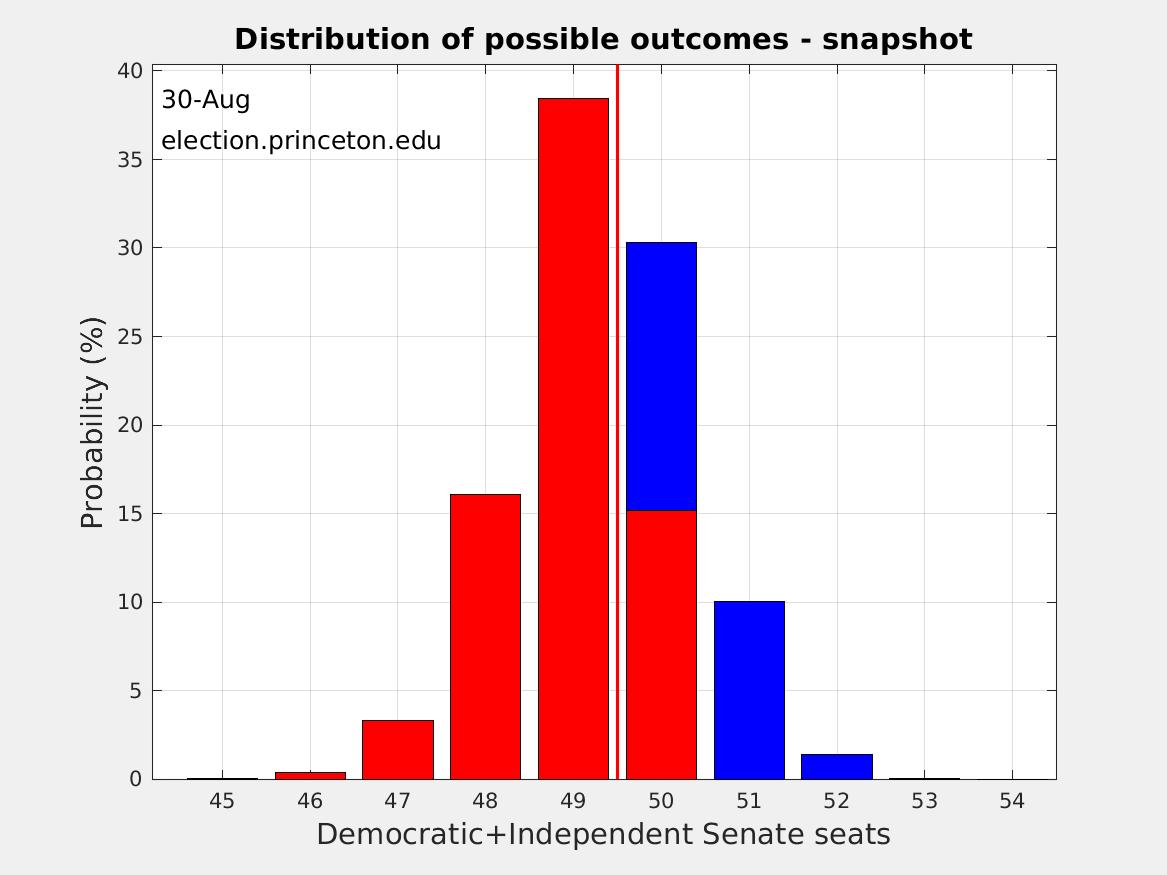 Distribution of possible outcomes - snapshot
30-Aug
election.princeton.edu
Probability (%)
40
35
30
25
20
15
10
5
0
45 46 47 48 49 50 51 52 53 54
Democratic+Independent Senate seats